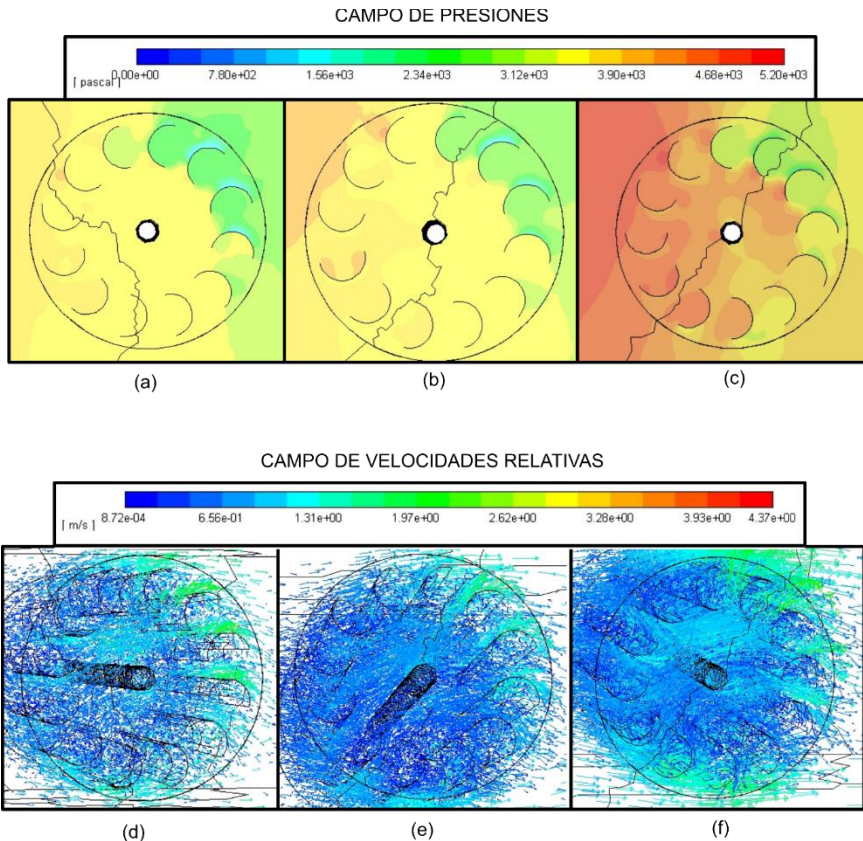 CAMPO DE PRESIONES
[ pascal ] 0.00e+00 7.80e+02 1.56e+03 2.34e+03 3.12e+03 3.90e+03 4.68e+03 5.20e+03
(a) (b) (c)
CAMPO DE VELOCIDADES RELATIVAS
[ m/s ] 8.72e-04 6.56e-01 1.31e+00 1.97e+00 2.62e+00 3.28e+00 3.93e+00 4.37e+00
(d) (e) (f)